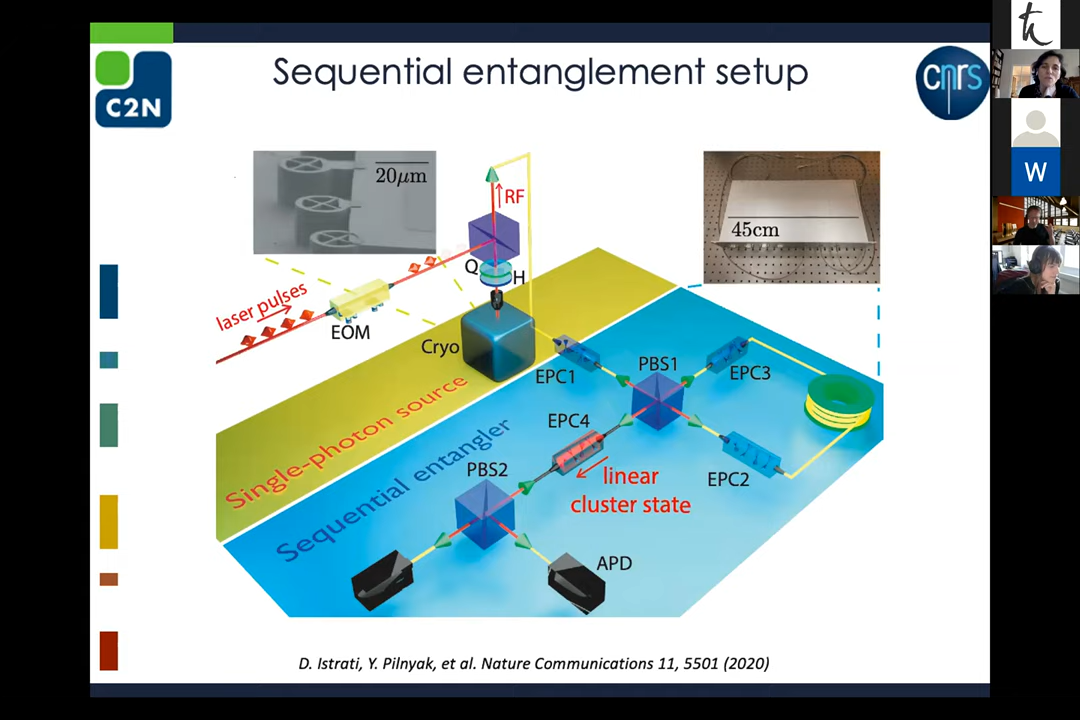 Sequential entanglement setup
C2N
cnrs
20μm
RF
45cm
Q
H
laser pulses
EOM
Cryo
EPC1
PBS1
EPC3
Single-photon source
EPC4
Sequential entangler
PBS2
linear
cluster state
EPC2
APD
D. Istrati, Y. Pilnyak, et al. Nature Communications 11, 5501 (2020)
W